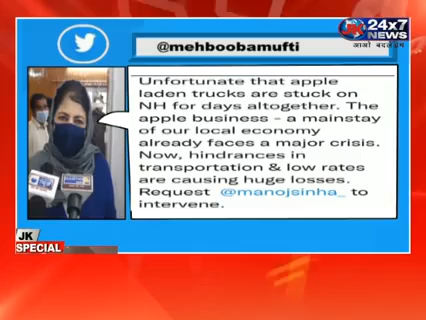 24x7
NEWS
आओ बदलें हम
@mehboobamufti
Unfortunate that apple
laden trucks are stuck on
NH for days altogether. The
apple business - a mainstay
of our local economy
already faces a major crisis.
Now, hindrances in
transportation & low rates
are causing huge losses.
Request @manojsinha_ to
intervene.
JK
SPECIAL